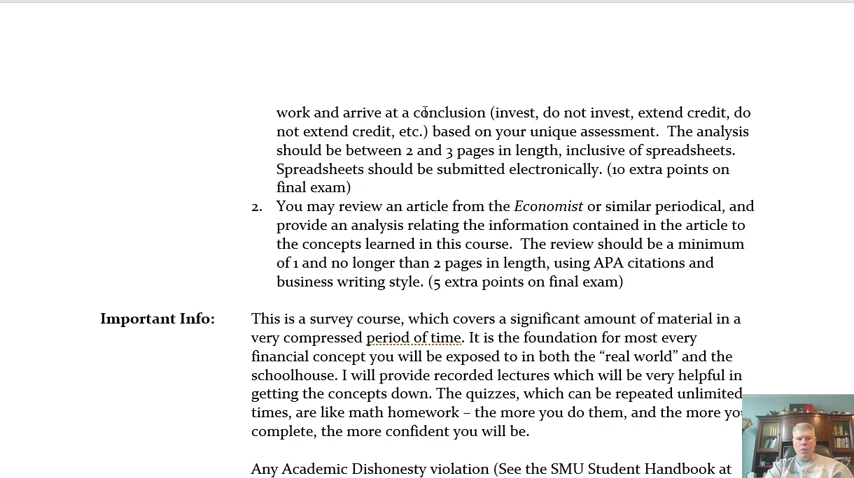 work and arrive at a conclusion (invest, do not invest, extend credit, do
not extend credit, etc.) based on your unique assessment.  The analysis
should be between 2 and 3 pages in length, inclusive of spreadsheets.
Spreadsheets should be submitted electronically. (10 extra points on
final exam)
2. You may review an article from the Economist or similar periodical, and
provide an analysis relating the information contained in the article to
the concepts learned in this course.  The review should be a minimum
of 1 and no longer than 2 pages in length, using APA citations and
business writing style. (5 extra points on final exam)
Important Info: This is a survey course, which covers a significant amount of material in a
very compressed period of time. It is the foundation for most every
financial concept you will be exposed to in both the “real world” and the
schoolhouse. I will provide recorded lectures which will be very helpful in
getting the concepts down. The quizzes, which can be repeated unlimited
times, are like math homework – the more you do them, and the more you
complete, the more confident you will be.
Any Academic Dishonesty violation (See the SMU Student Handbook at